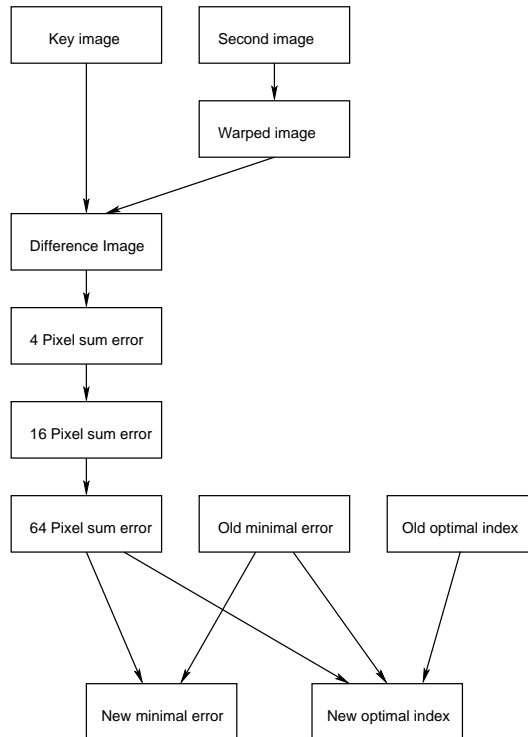 Key image
Second image
Warped image
Difference Image
4 Pixel sum error
16 Pixel sum error
64 Pixel sum error
Old minimal error
Old optimal index
New minimal error
New optimal index